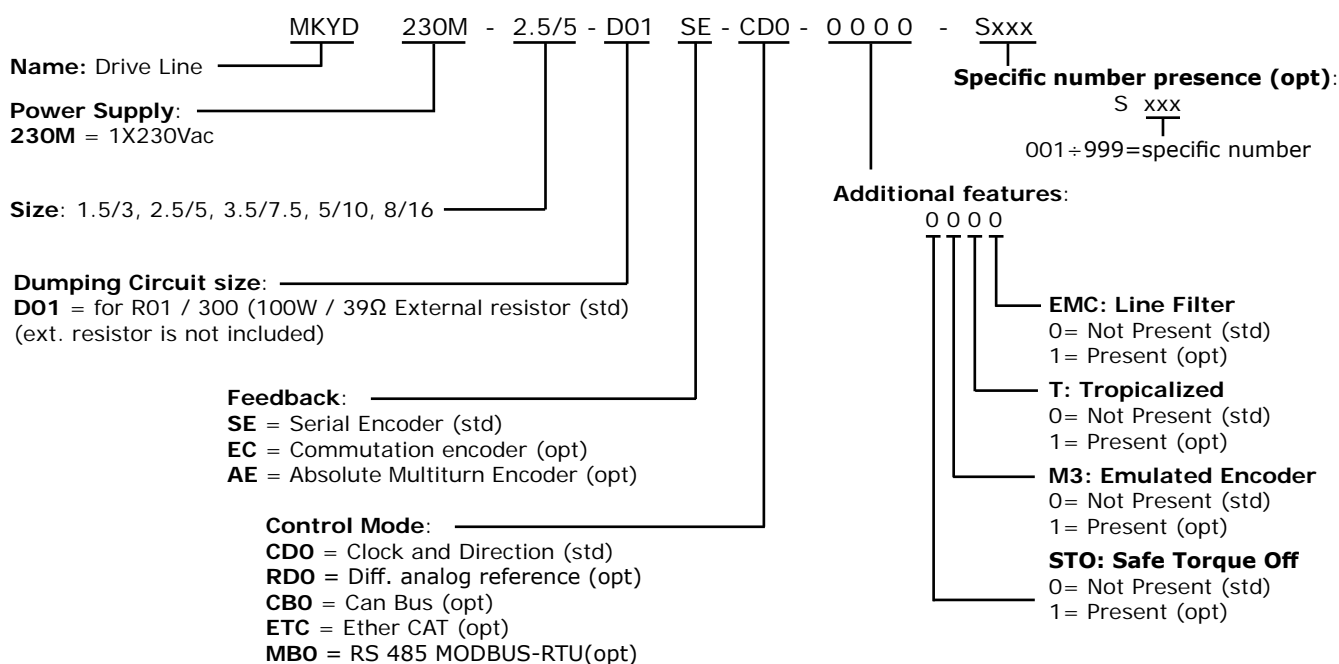 MKYD 230M - 2.5/5 - D01 SE - CD0 - 0 0 0 0 - Sxxx
Name: Drive Line
Specific number presence (opt):
S xxx
001÷999=specific number
Power Supply:
230M = 1X230Vac
Size: 1.5/3, 2.5/5, 3.5/7.5, 5/10, 8/16
Dumping Circuit size:
D01 = for R01 / 300 (100W / 39Ω External resistor (std)
(ext. resistor is not included)
Feedback:
SE = Serial Encoder (std)
EC = Commutation encoder (opt)
AE = Absolute Multiturn Encoder (opt)
Control Mode:
CD0 = Clock and Direction (std)
RD0 = Diff. analog reference (opt)
CB0 = Can Bus (opt)
ETC = Ether CAT (opt)
MB0 = RS 485 MODBUS-RTU(opt)
Additional features:
0 0 0 0
EMC: Line Filter
0= Not Present (std)
1= Present (opt)
T: Tropicalized
0= Not Present (std)
1= Present (opt)
M3: Emulated Encoder
0= Not Present (std)
1= Present (opt)
STO: Safe Torque Off
0= Not Present (std)
1= Present (opt)